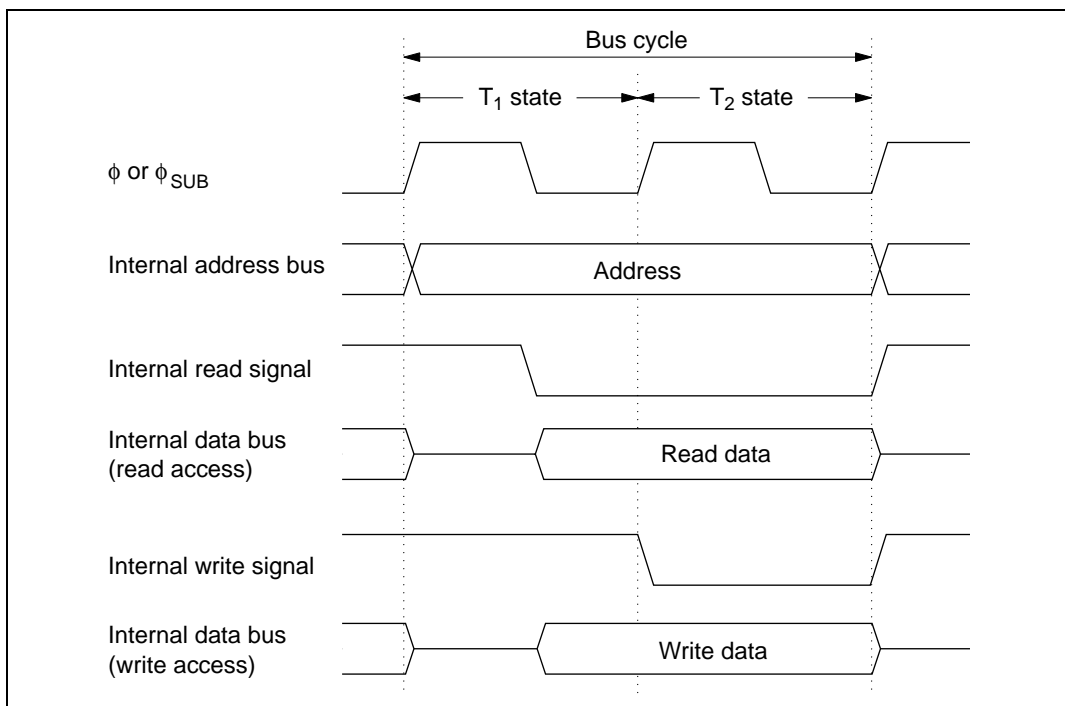 Bus cycle
T₁ state
T₂ state
ϕ or ϕSUB
Internal address bus
Address
Internal read signal
Internal data bus
(read access)
Read data
Internal write signal
Internal data bus
(write access)
Write data